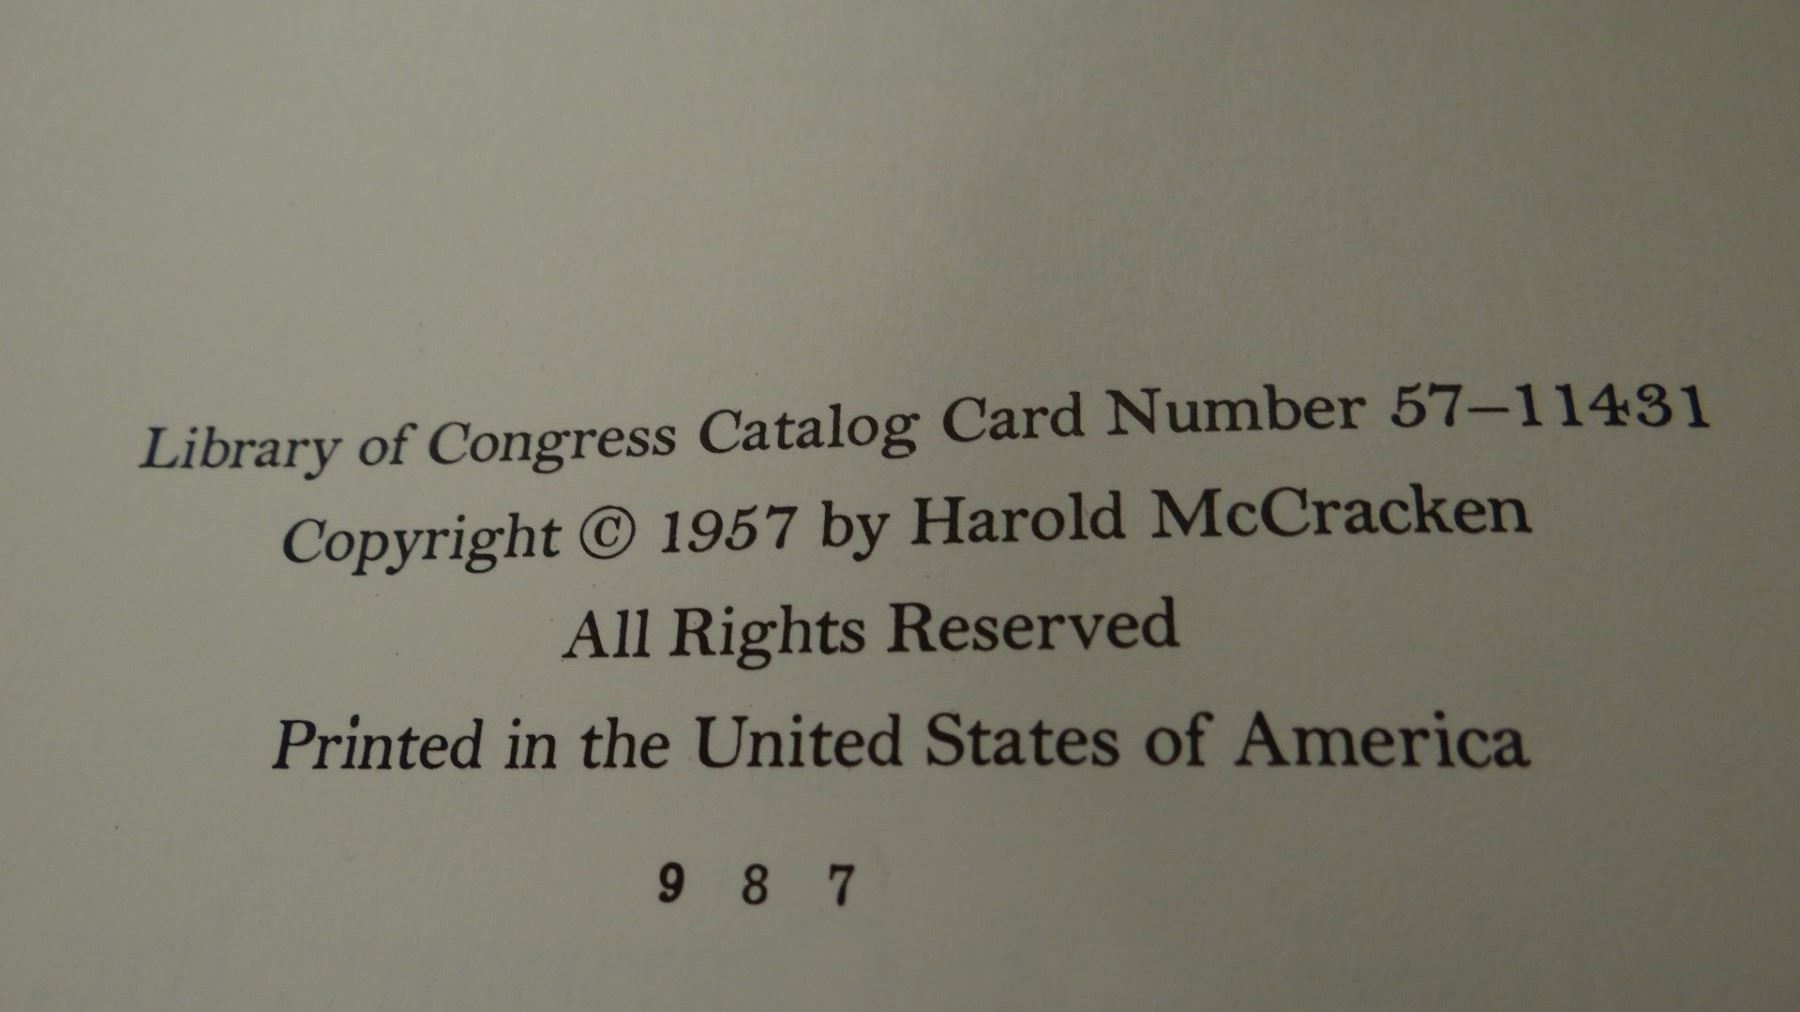 Library of Congress Catalog Card Number 57–11431
Copyright © 1957 by Harold McCracken
All Rights Reserved
Printed in the United States of America
9 8 7